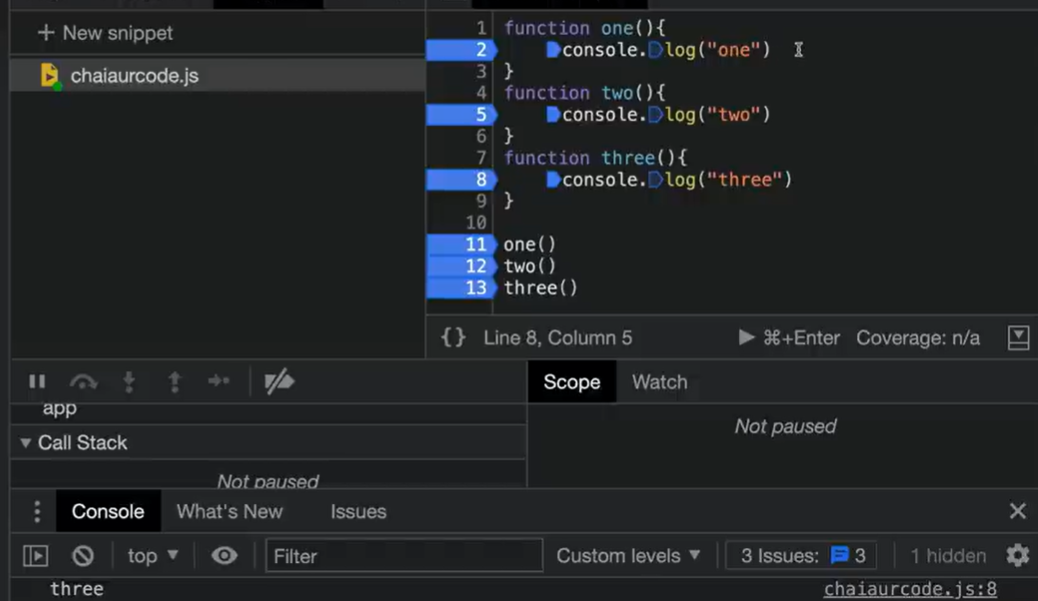 + New snippet
chaiaurcode.js
1 function one(){
2 console.log("one")
3 }
4 function two(){
5 console.log("two")
6 }
7 function three(){
8 console.log("three")
9 }
10
11 one()
12 two()
13 three()
{} Line 8, Column 5 ⌘+Enter Coverage: n/a
app
Call Stack
Not paused
Scope Watch
Not paused
Console What's New Issues
top Filter Custom levels 3 Issues: 3 1 hidden
three chaiaurcode.js:8